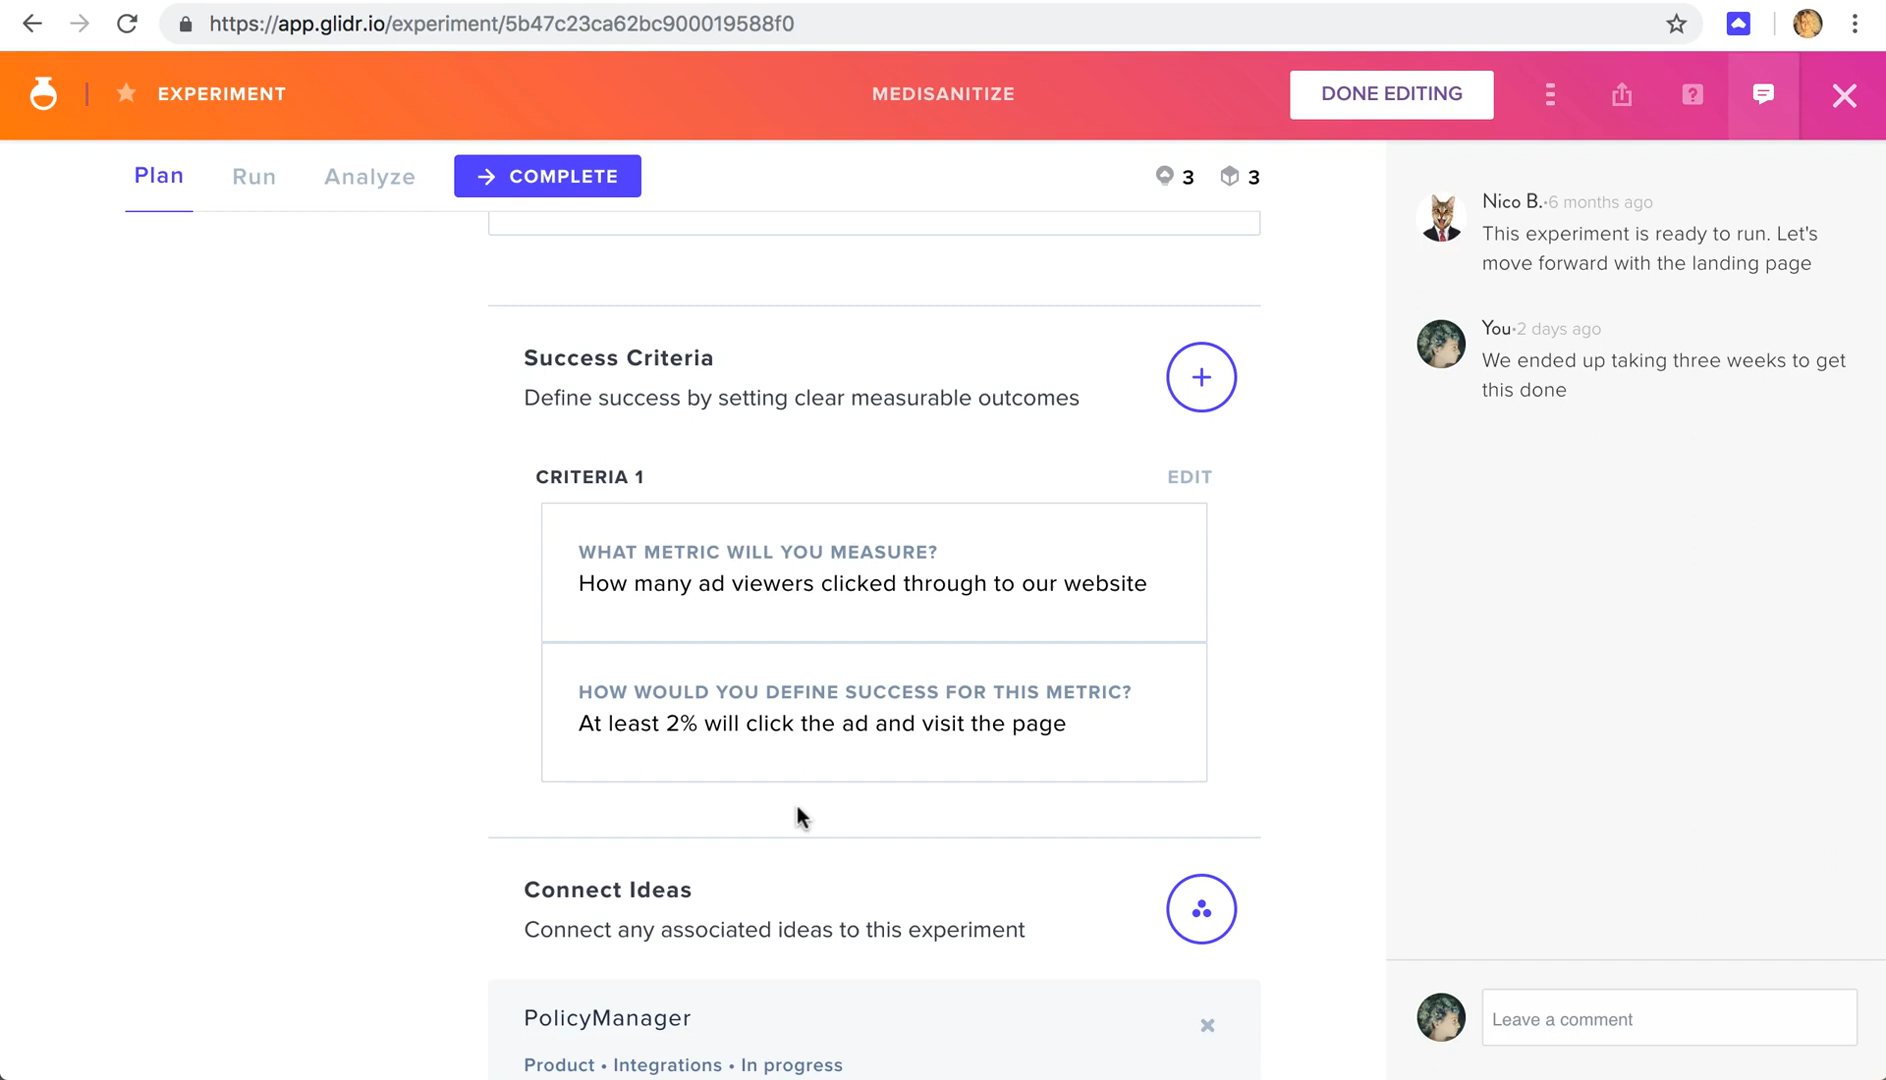 https://app.glidr.io/experiment/5b47c23ca62bc900019588f0
EXPERIMENT
MEDISANITIZE
DONE EDITING
?
Plan
Run
Analyze
COMPLETE
3
3
Success Criteria
Define success by setting clear measurable outcomes
CRITERIA 1
EDIT
WHAT METRIC WILL YOU MEASURE?
How many ad viewers clicked through to our website
HOW WOULD YOU DEFINE SUCCESS FOR THIS METRIC?
At least 2% will click the ad and visit the page
Connect Ideas
Connect any associated ideas to this experiment
PolicyManager
Product • Integrations • In progress
Nico B.•6 months ago
This experiment is ready to run. Let's
move forward with the landing page
You•2 days ago
We ended up taking three weeks to get
this done
Leave a comment